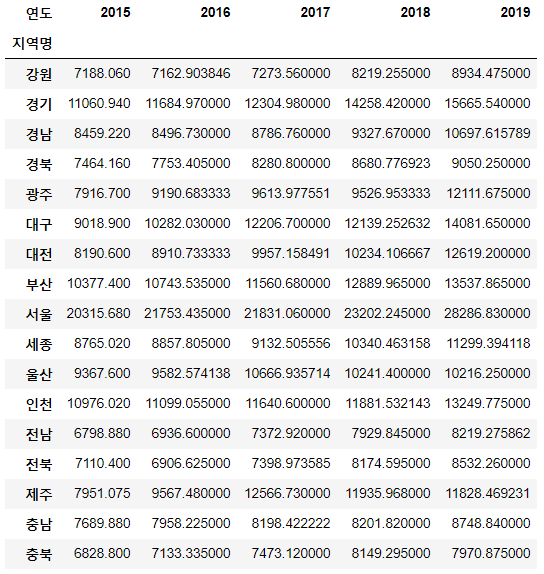 연도 2015 2016 2017 2018 2019
지역명
강원 7188.060 7162.903846 7273.560000 8219.255000 8934.475000
경기 11060.940 11684.970000 12304.980000 14258.420000 15665.540000
경남 8459.220 8496.730000 8786.760000 9327.670000 10697.615789
경북 7464.160 7753.405000 8280.800000 8680.776923 9050.250000
광주 7916.700 9190.683333 9613.977551 9526.953333 12111.675000
대구 9018.900 10282.030000 12206.700000 12139.252632 14081.650000
대전 8190.600 8910.733333 9957.158491 10234.106667 12619.200000
부산 10377.400 10743.535000 11560.680000 12889.965000 13537.865000
서울 20315.680 21753.435000 21831.060000 23202.245000 28286.830000
세종 8765.020 8857.805000 9132.505556 10340.463158 11299.394118
울산 9367.600 9582.574138 10666.935714 10241.400000 10216.250000
인천 10976.020 11099.055000 11640.600000 11881.532143 13249.775000
전남 6798.880 6936.600000 7372.920000 7929.845000 8219.275862
전북 7110.400 6906.625000 7398.973585 8174.595000 8532.260000
제주 7951.075 9567.480000 12566.730000 11935.968000 11828.469231
충남 7689.880 7958.225000 8198.422222 8201.820000 8748.840000
충북 6828.800 7133.335000 7473.120000 8149.295000 7970.875000